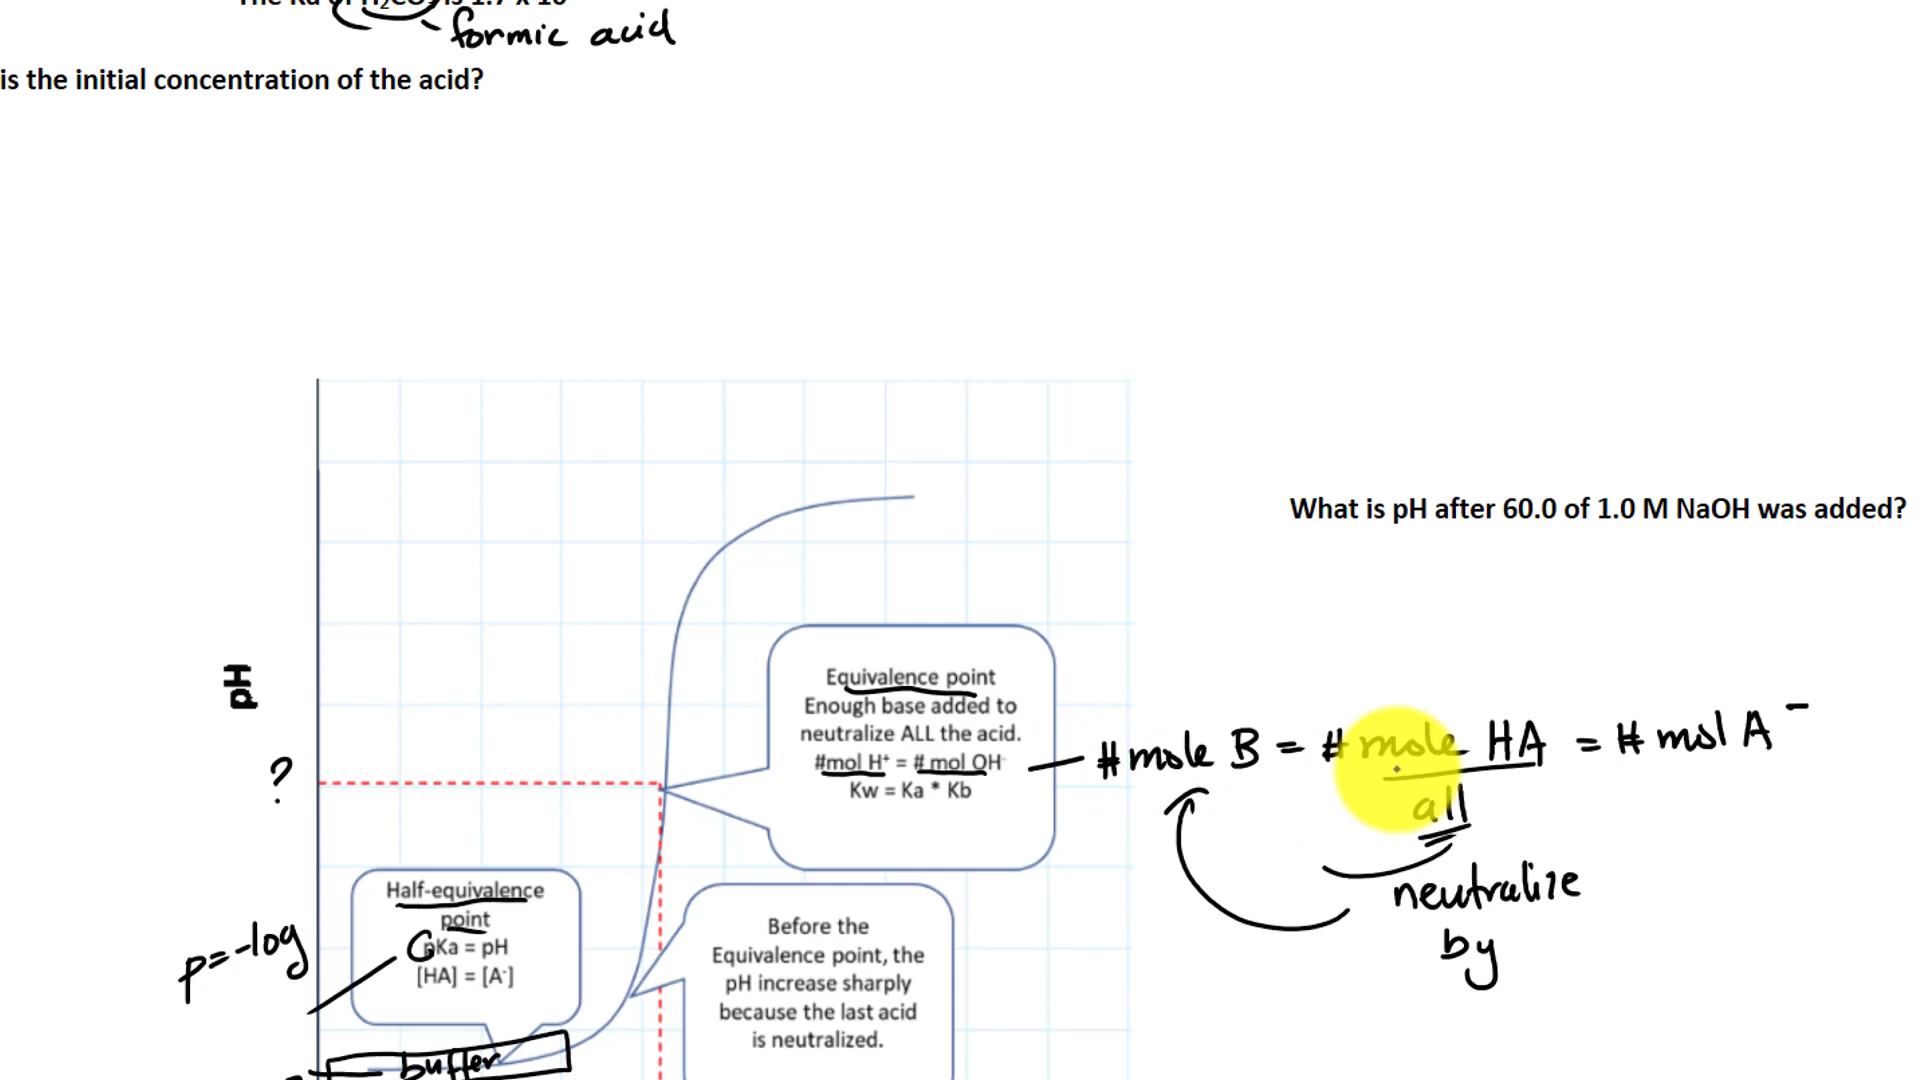 formic acid
is the initial concentration of the acid?
What is pH after 60.0 of 1.0 M NaOH was added?
pH
?
Equivalence point
Enough base added to
neutralize ALL the acid.
#mol H⁺ = # mol OH⁻
Kw = Ka * Kb
# mole B = # mole HA = # mol A⁻
all
neutralize
by
Half-equivalence
point
pKa = pH
[HA] = [A⁻]
p=-log
Before the
Equivalence point, the
pH increase sharply
because the last acid
is neutralized.
buffer